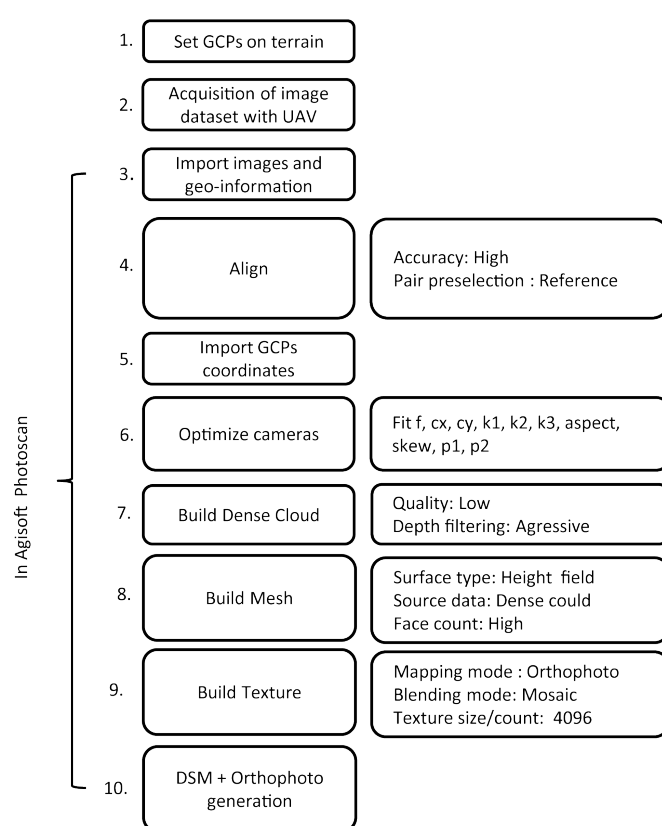 1.
Set GCPs on terrain
2.
Acquisition of image
dataset with UAV
3.
Import images and
geo-information
4.
Align
Accuracy: High
Pair preselection : Reference
5.
Import GCPs
coordinates
6.
Optimize cameras
Fit f, cx, cy, k1, k2, k3, aspect,
skew, p1, p2
7.
Build Dense Cloud
Quality: Low
Depth filtering: Agressive
8.
Build Mesh
Surface type: Height field
Source data: Dense could
Face count: High
9.
Build Texture
Mapping mode : Orthophoto
Blending mode: Mosaic
Texture size/count: 4096
10.
DSM + Orthophoto
generation
In Agisoft Photoscan